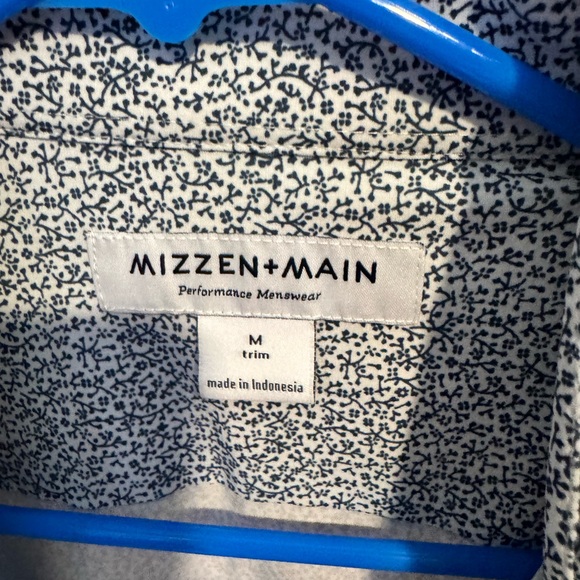 MIZZEN+MAIN
Performance Menswear
M
trim
made in Indonesia